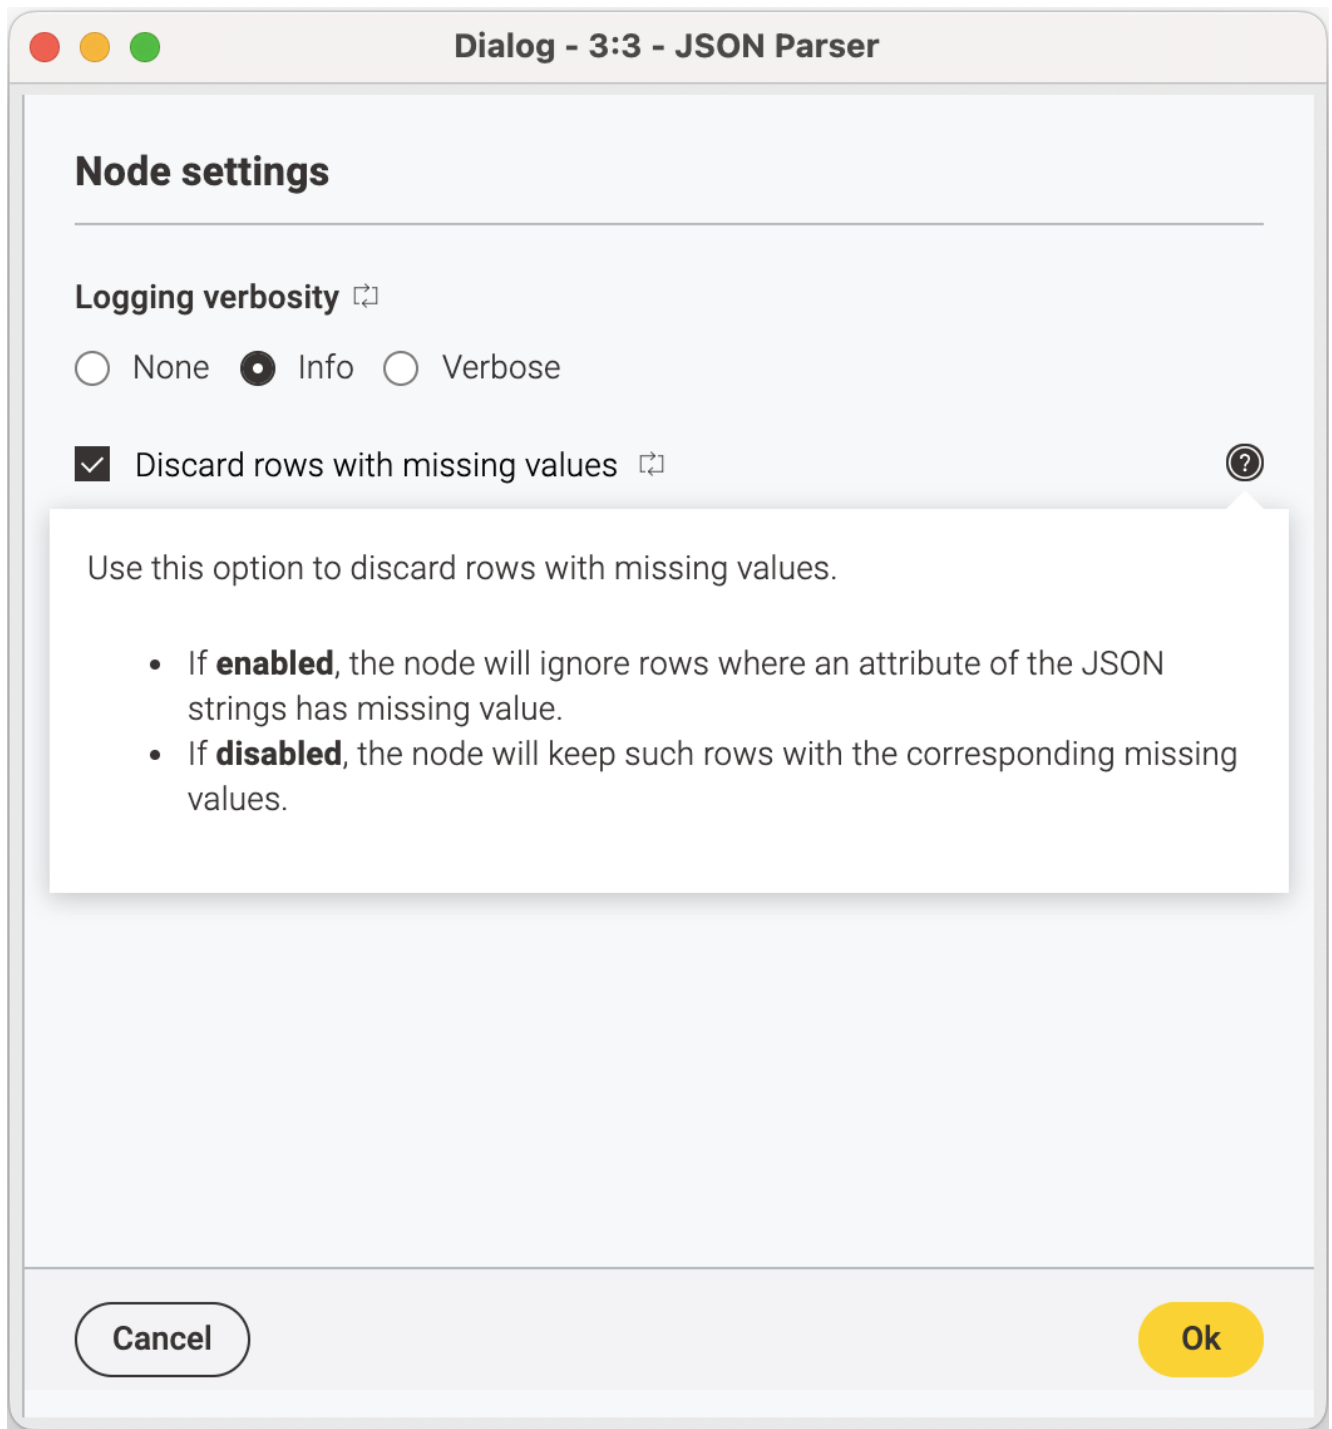 Dialog - 3:3 - JSON Parser
Node settings
Logging verbosity
None Info Verbose
Discard rows with missing values ?
Use this option to discard rows with missing values.
• If enabled, the node will ignore rows where an attribute of the JSON
strings has missing value.
• If disabled, the node will keep such rows with the corresponding missing
values.
Cancel Ok